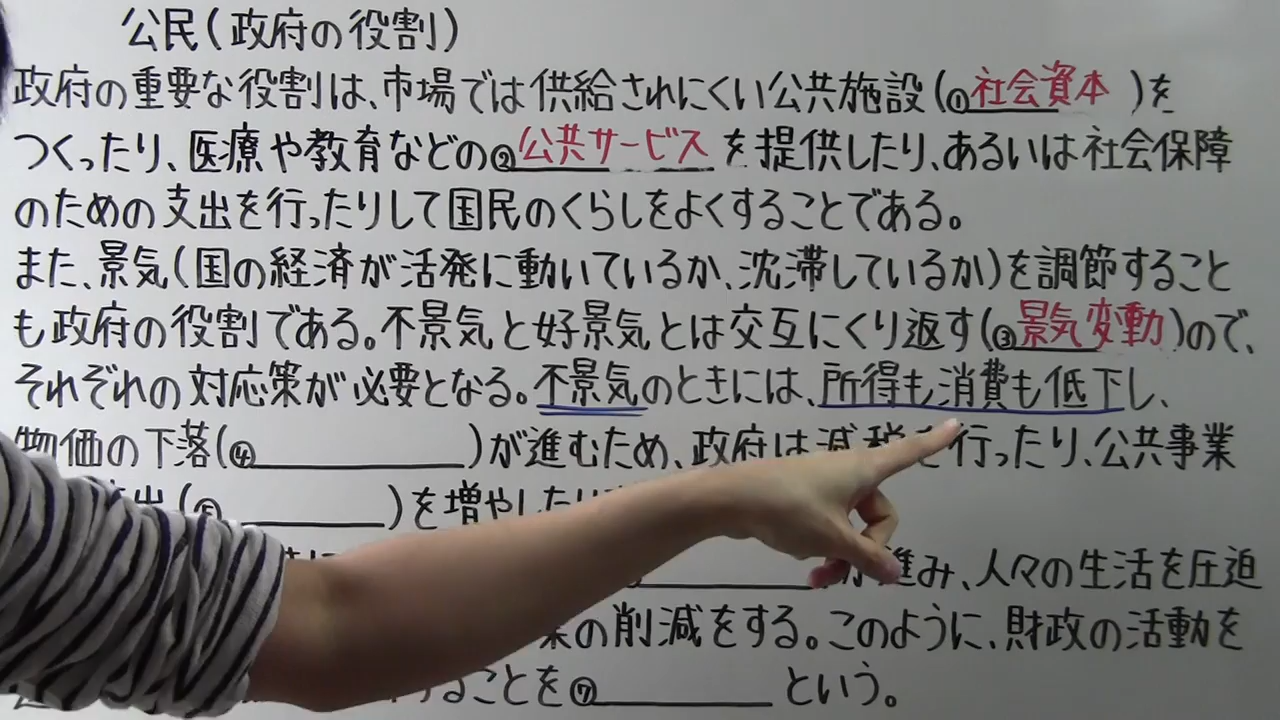 公民(政府の役割)
政府の重要な役割は、市場では供給されにくい公共施設(①社会資本)を
つくったり、医療や教育などの②公共サービスを提供したり、あるいは社会保障
のための支出を行ったりして国民のくらしをよくすることである。
また、景気(国の経済が活発に動いているか、沈滞しているか)を調節すること
も政府の役割である。不景気と好景気とは交互にくり返す(③景気変動)ので、
それぞれの対応策が必要となる。不景気のときには、所得も消費も低下し、
物価の下落(④)が進むため、政府は減税を行ったり、公共事業
(⑤)を増やしたり
が進み、人々の生活を圧迫
の削減をする。このように、財政の活動を
ることを⑦という。